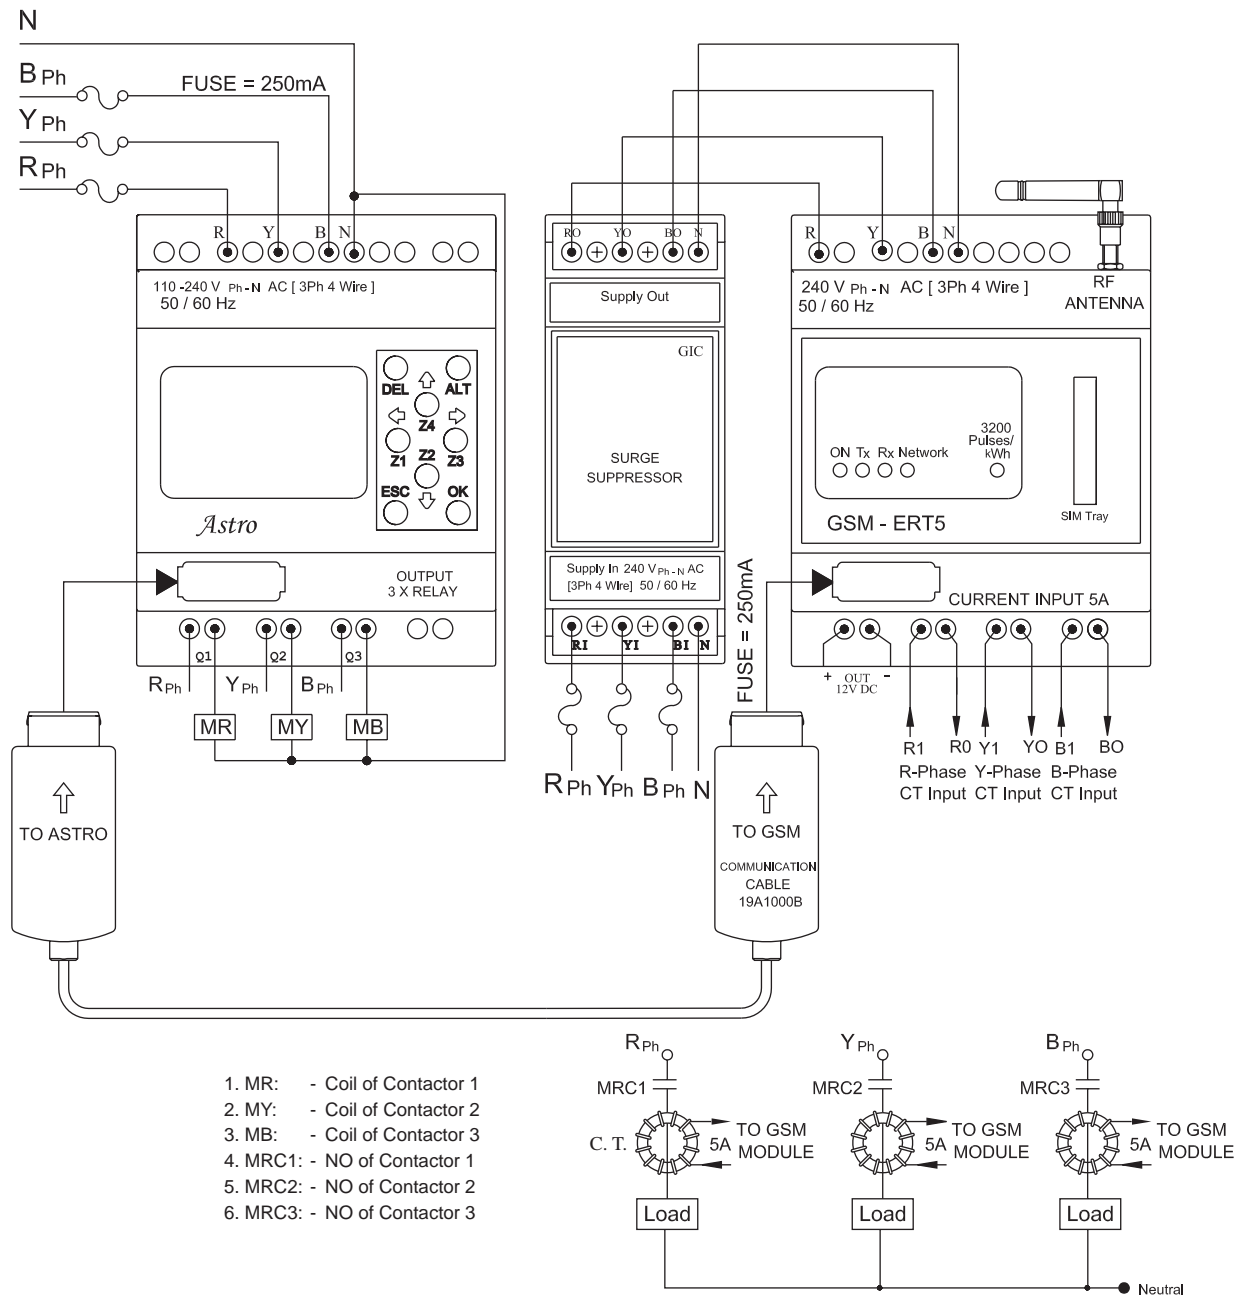 N
B Ph
FUSE = 250mA
Y Ph
R Ph
R Y B N
110 -240 V Ph - N AC [ 3Ph 4 Wire ]
50 / 60 Hz
DEL ALT
Z4
Z1 Z2 Z3
ESC OK
Astro
OUTPUT
3 X RELAY
Q1 Q2 Q3
R Ph Y Ph B Ph
MR MY MB
RO YO BO N
Supply Out
GIC
SURGE
SUPPRESSOR
Supply In 240 V Ph - N AC
[3Ph 4 Wire] 50 / 60 Hz
RI YI BI N
R Ph Y Ph B Ph N
FUSE = 250mA
R Y B N
240 V Ph - N AC [ 3Ph 4 Wire ]
50 / 60 Hz
RF
ANTENNA
3200
Pulses/
kWh
ON Tx Rx Network
GSM - ERT5
SIM Tray
CURRENT INPUT 5A
+ OUT -
12V DC
R1 R0 Y1 YO B1 BO
R-Phase Y-Phase B-Phase
CT Input CT Input CT Input
TO ASTRO
TO GSM
COMMUNICATION
CABLE
19A1000B
1. MR: - Coil of Contactor 1
2. MY: - Coil of Contactor 2
3. MB: - Coil of Contactor 3
4. MRC1: - NO of Contactor 1
5. MRC2: - NO of Contactor 2
6. MRC3: - NO of Contactor 3
R Ph Y Ph B Ph
MRC1 MRC2 MRC3
C. T. 5A TO GSM MODULE
5A TO GSM MODULE
5A TO GSM MODULE
Load Load Load
Neutral